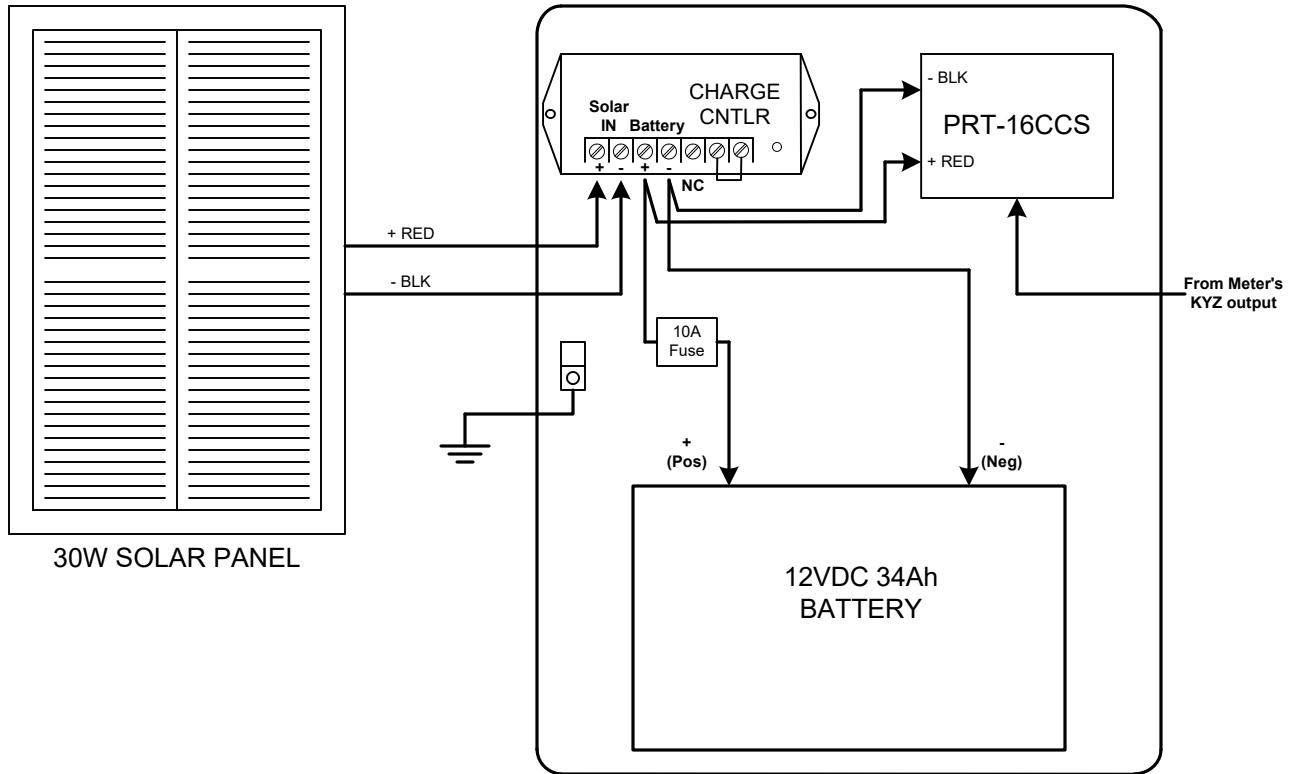 CHARGE
CNTLR
Solar
IN Battery
+ - + -
NC
- BLK
PRT-16CCS
+ RED
+ RED
- BLK
From Meter's
KYZ output
10A
Fuse
+
(Pos)
-
(Neg)
30W SOLAR PANEL
12VDC 34Ah
BATTERY